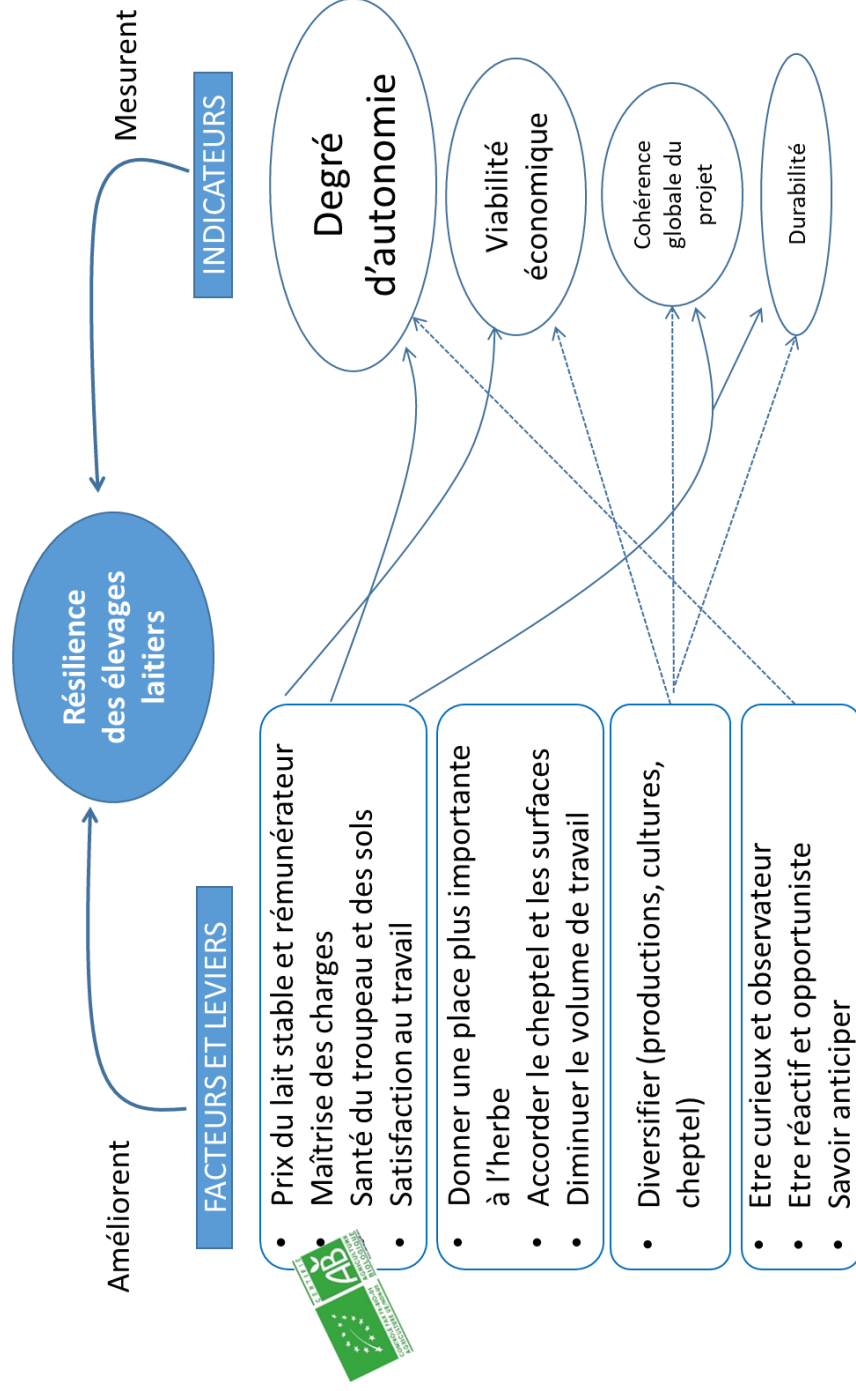 Résilience
des élevages
laitiers
Améliorent
Mesurent
FACTEURS ET LEVIERS
INDICATEURS
• Prix du lait stable et rémunérateur
• Maîtrise des charges
Santé du troupeau et des sols
• Satisfaction au travail
CERTIFIÉ
AB
AGRICULTURE
BIOLOGIQUE
• Donner une place plus importante
à l’herbe
• Accorder le cheptel et les surfaces
• Diminuer le volume de travail
• Diversifier (productions, cultures,
cheptel)
• Etre curieux et observateur
• Etre réactif et opportuniste
• Savoir anticiper
Degré
d’autonomie
Viabilité
économique
Cohérence
globale du
projet
Durabilité